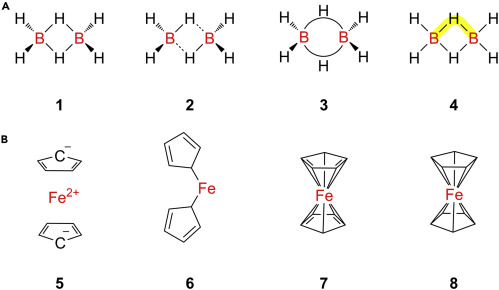 A
H H H H H H H H H H
B B B B B B B B
H H H H H H H H H H H H H H
1 2 3 4
B
C−
Fe2+ Fe Fe Fe
C−
5 6 7 8